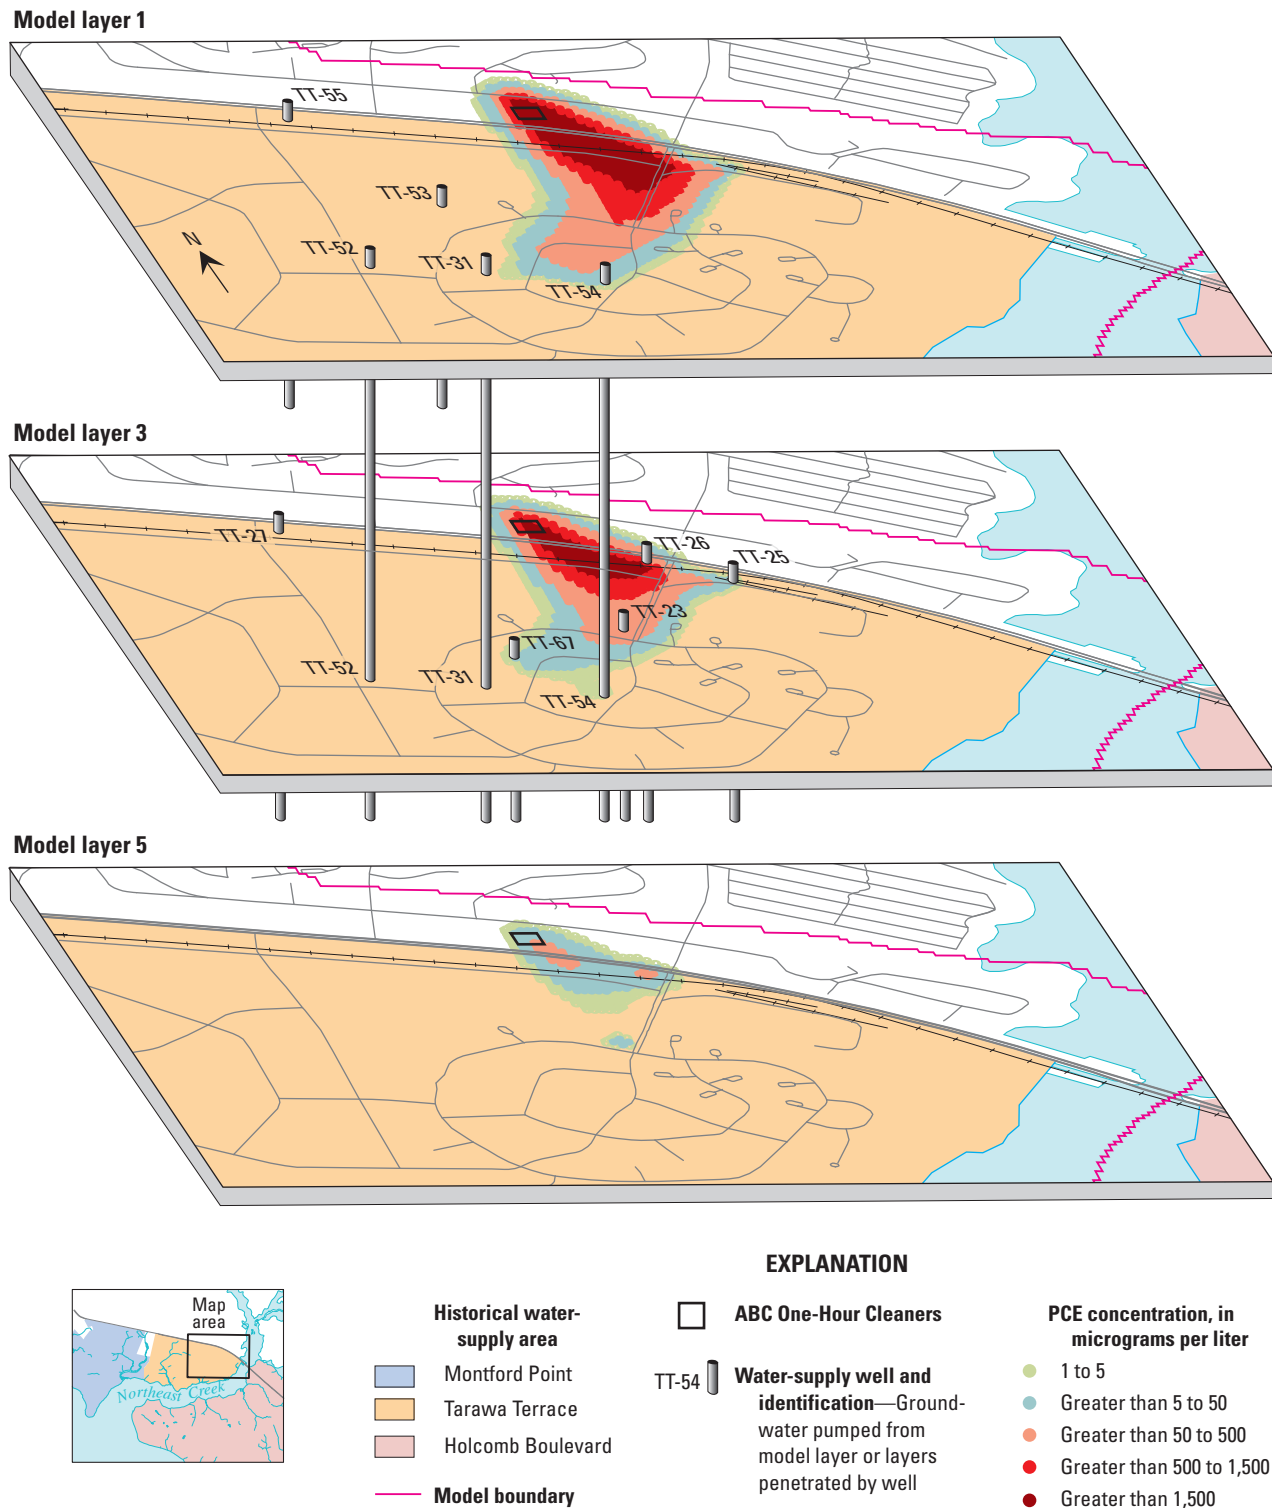 Model layer 1
TT-55
TT-53
N
TT-52
TT-31
TT-54
Model layer 3
TT-27
TT-26
TT-25
TT-23
TT-67
TT-52
TT-31
TT-54
Model layer 5
EXPLANATION
Map
area
Northeast Creek
Historical water-
supply area
Montford Point
Tarawa Terrace
Holcomb Boulevard
Model boundary
ABC One-Hour Cleaners
TT-54
Water-supply well and
identification—Ground-
water pumped from
model layer or layers
penetrated by well
PCE concentration, in
micrograms per liter
1 to 5
Greater than 5 to 50
Greater than 50 to 500
Greater than 500 to 1,500
Greater than 1,500